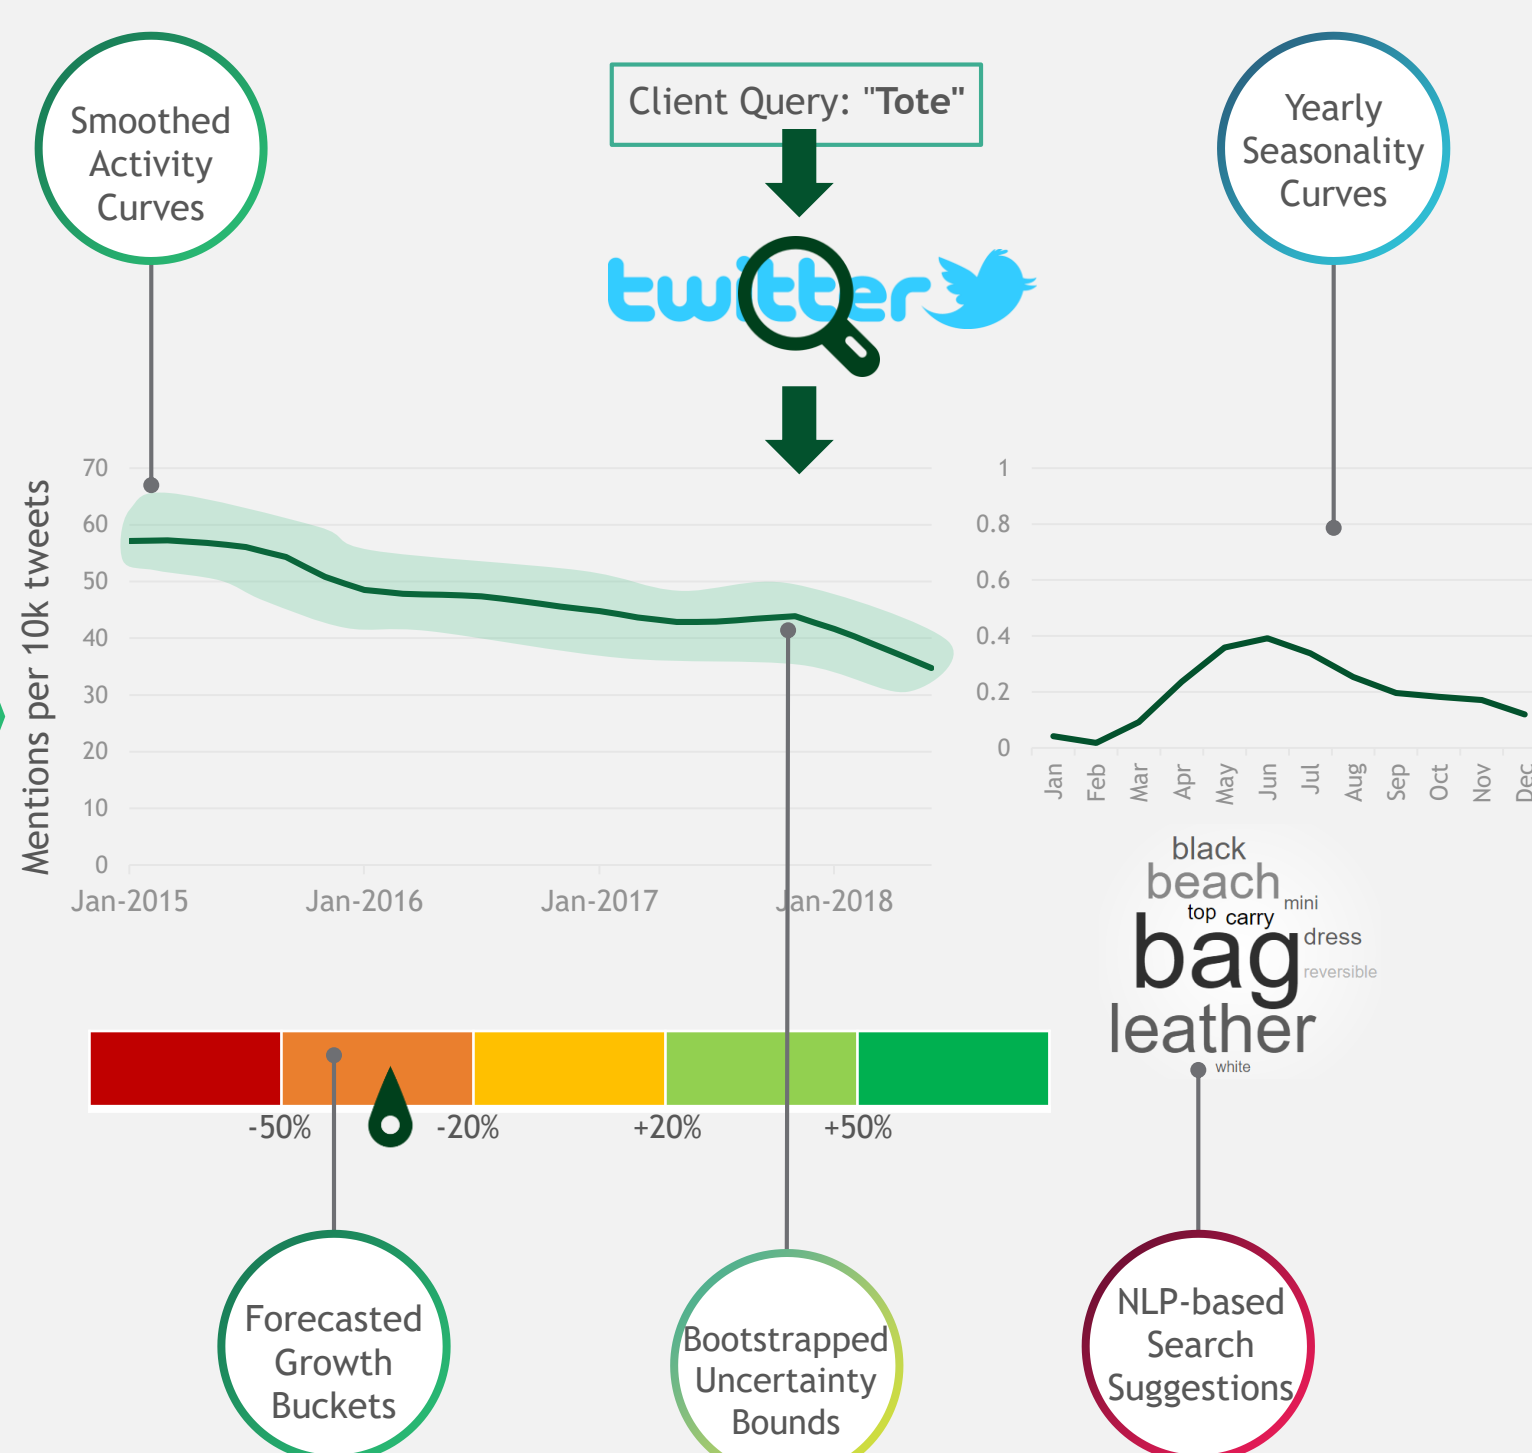 Smoothed
Activity
Curves
Client Query: "Tote"
Yearly
Seasonality
Curves
twitter
Mentions per 10k tweets
70
60
50
40
30
20
10
0
Jan-2015
Jan-2016
Jan-2017
Jan-2018
1
0.8
0.6
0.4
0.2
0
Jan
Feb
Mar
Apr
May
Jun
Jul
Aug
Sep
Oct
Nov
Dec
black
beach
mini
top carry
bag
dress
reversible
leather
white
-50%
-20%
+20%
+50%
Forecasted
Growth
Buckets
Bootstrapped
Uncertainty
Bounds
NLP-based
Search
Suggestions